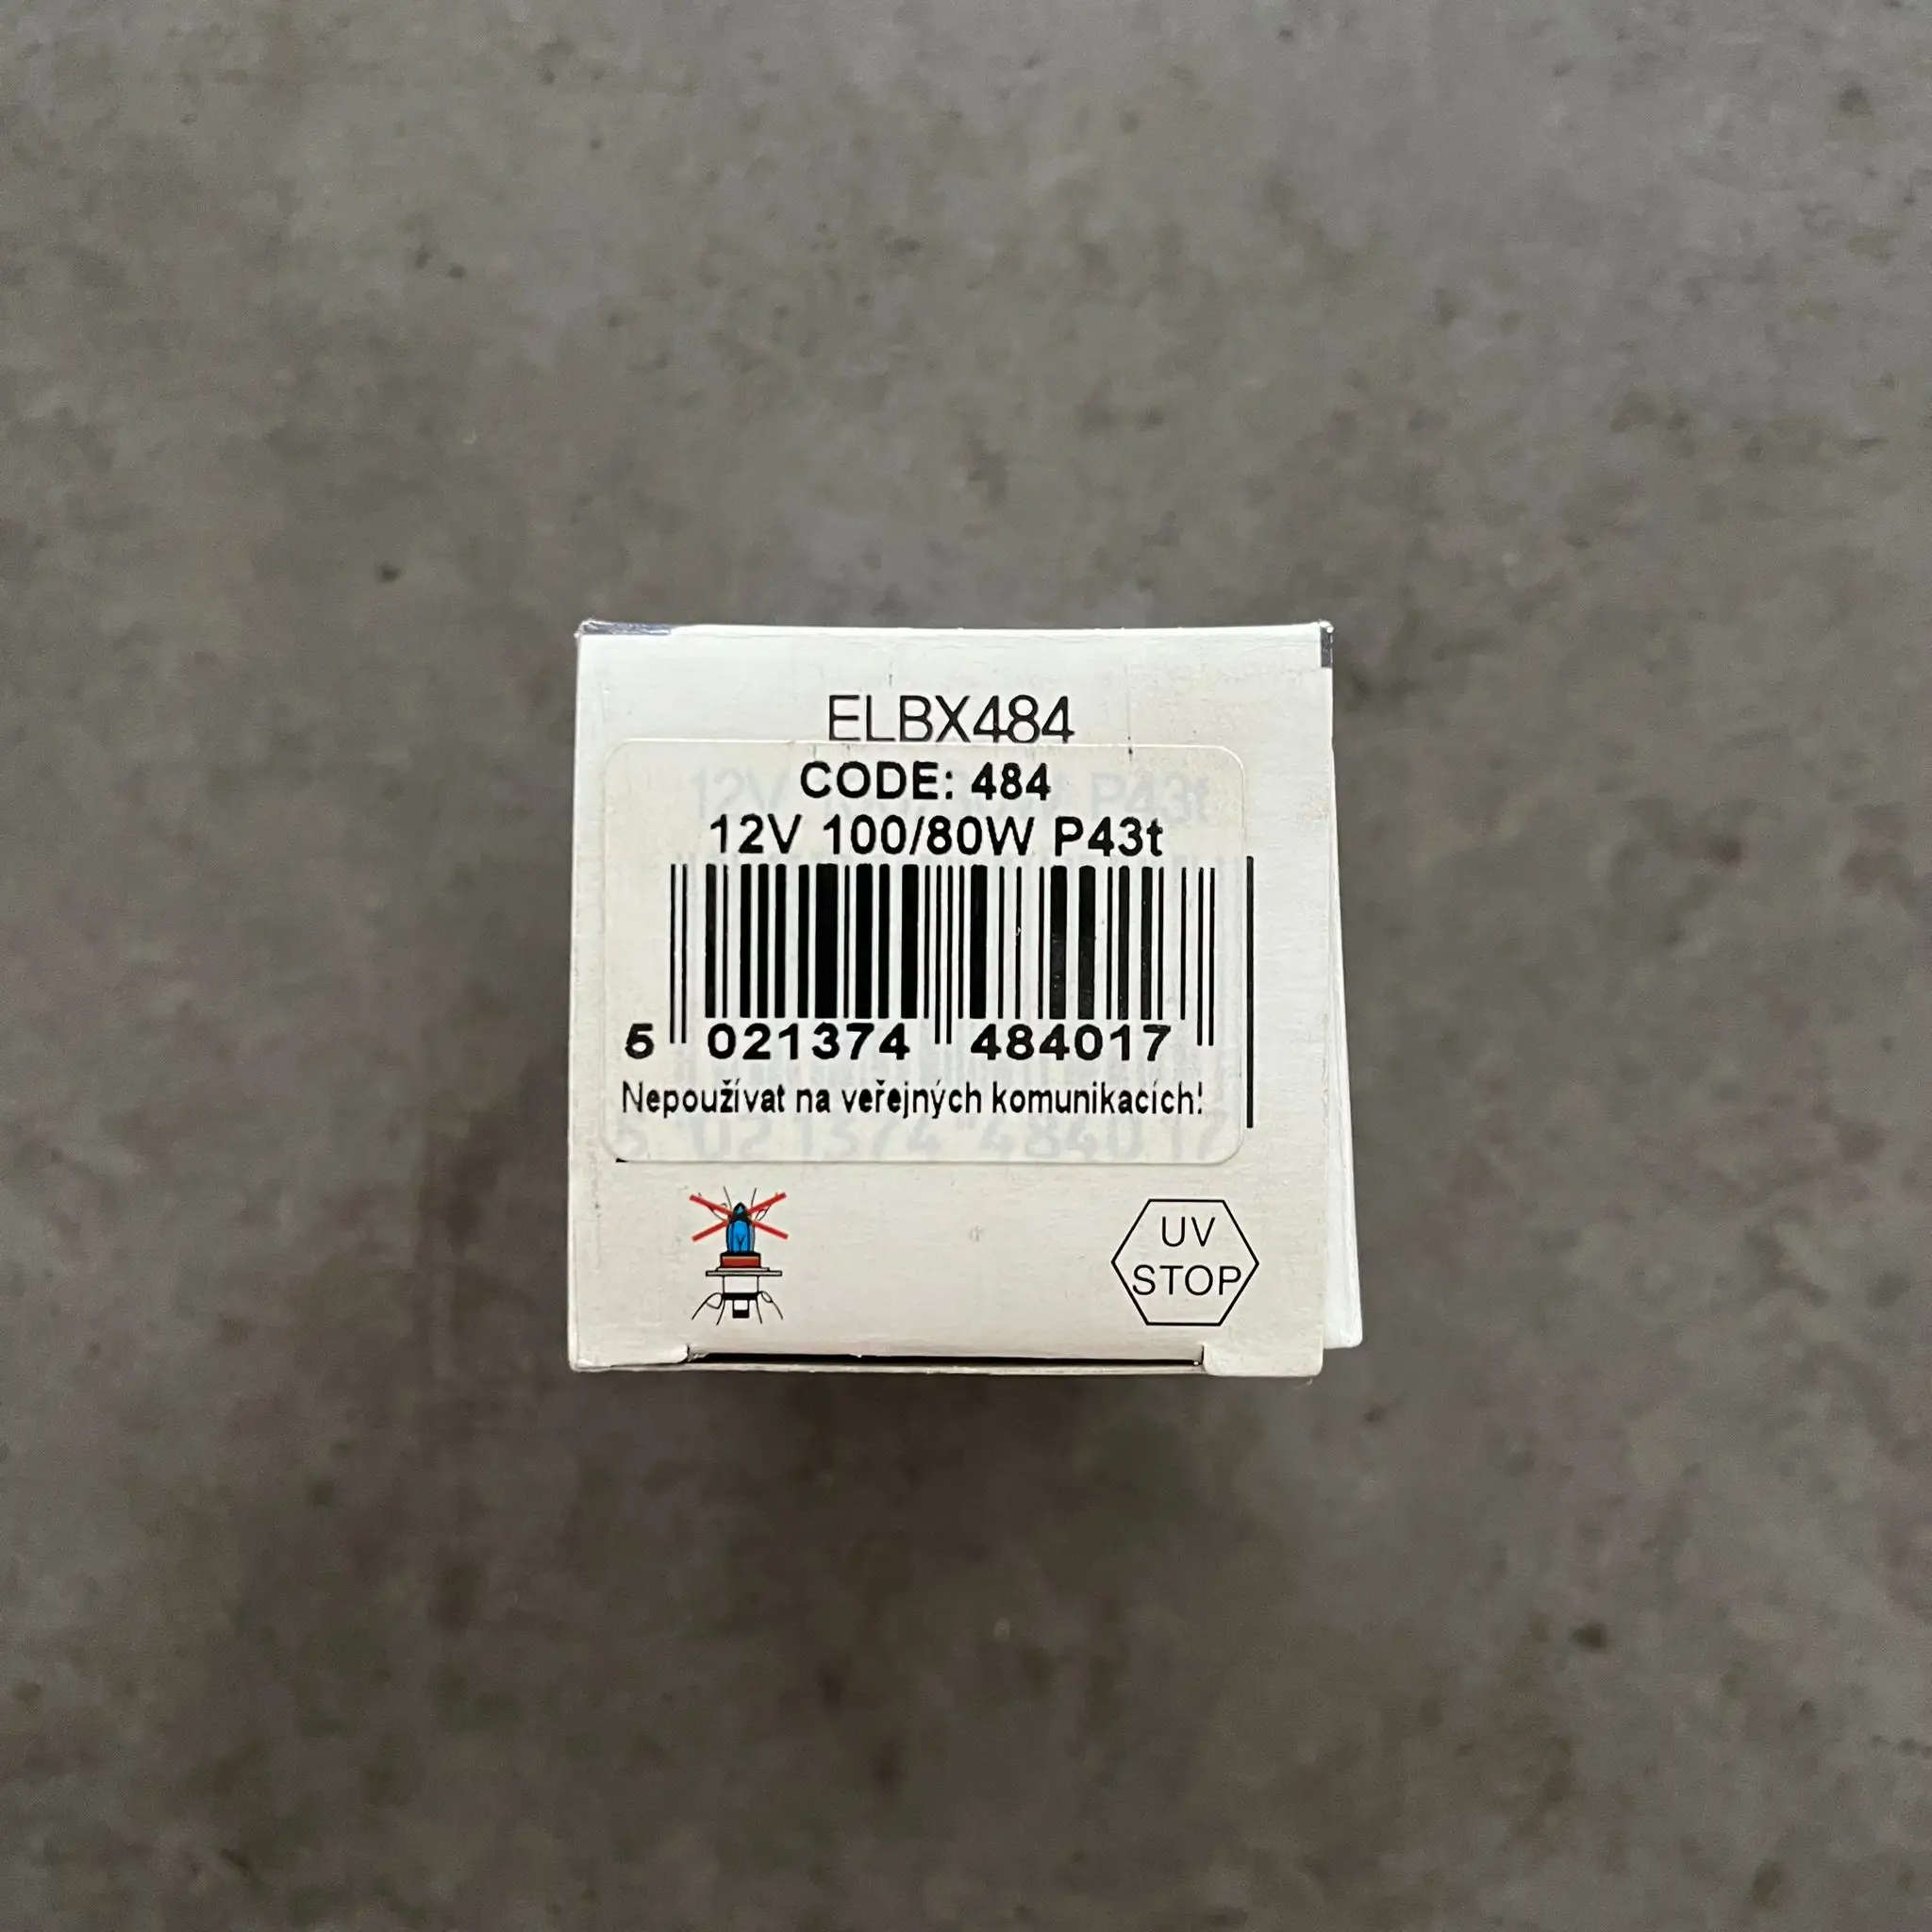 ELBX484
CODE: 484
12V 100/80W P43t
5 021374 484017
Nepoužívat na veřejných komunikacích!
UV
STOP